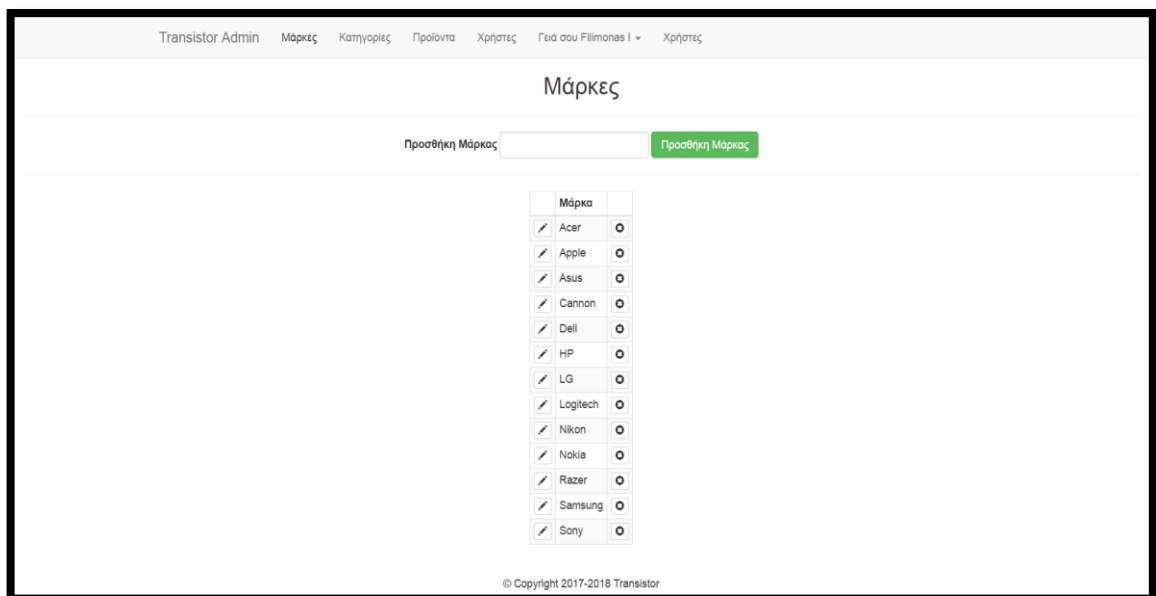 Transistor Admin Μάρκες Κατηγορίες Προϊόντα Χρήστες Γειά σου Filimonas ! Χρήστες
Μάρκες
Προσθήκη Μάρκας Προσθήκη Μάρκας
Μάρκα
Acer
Apple
Asus
Cannon
Dell
HP
LG
Logitech
Nikon
Nokia
Razer
Samsung
Sony
© Copyright 2017-2018 Transistor